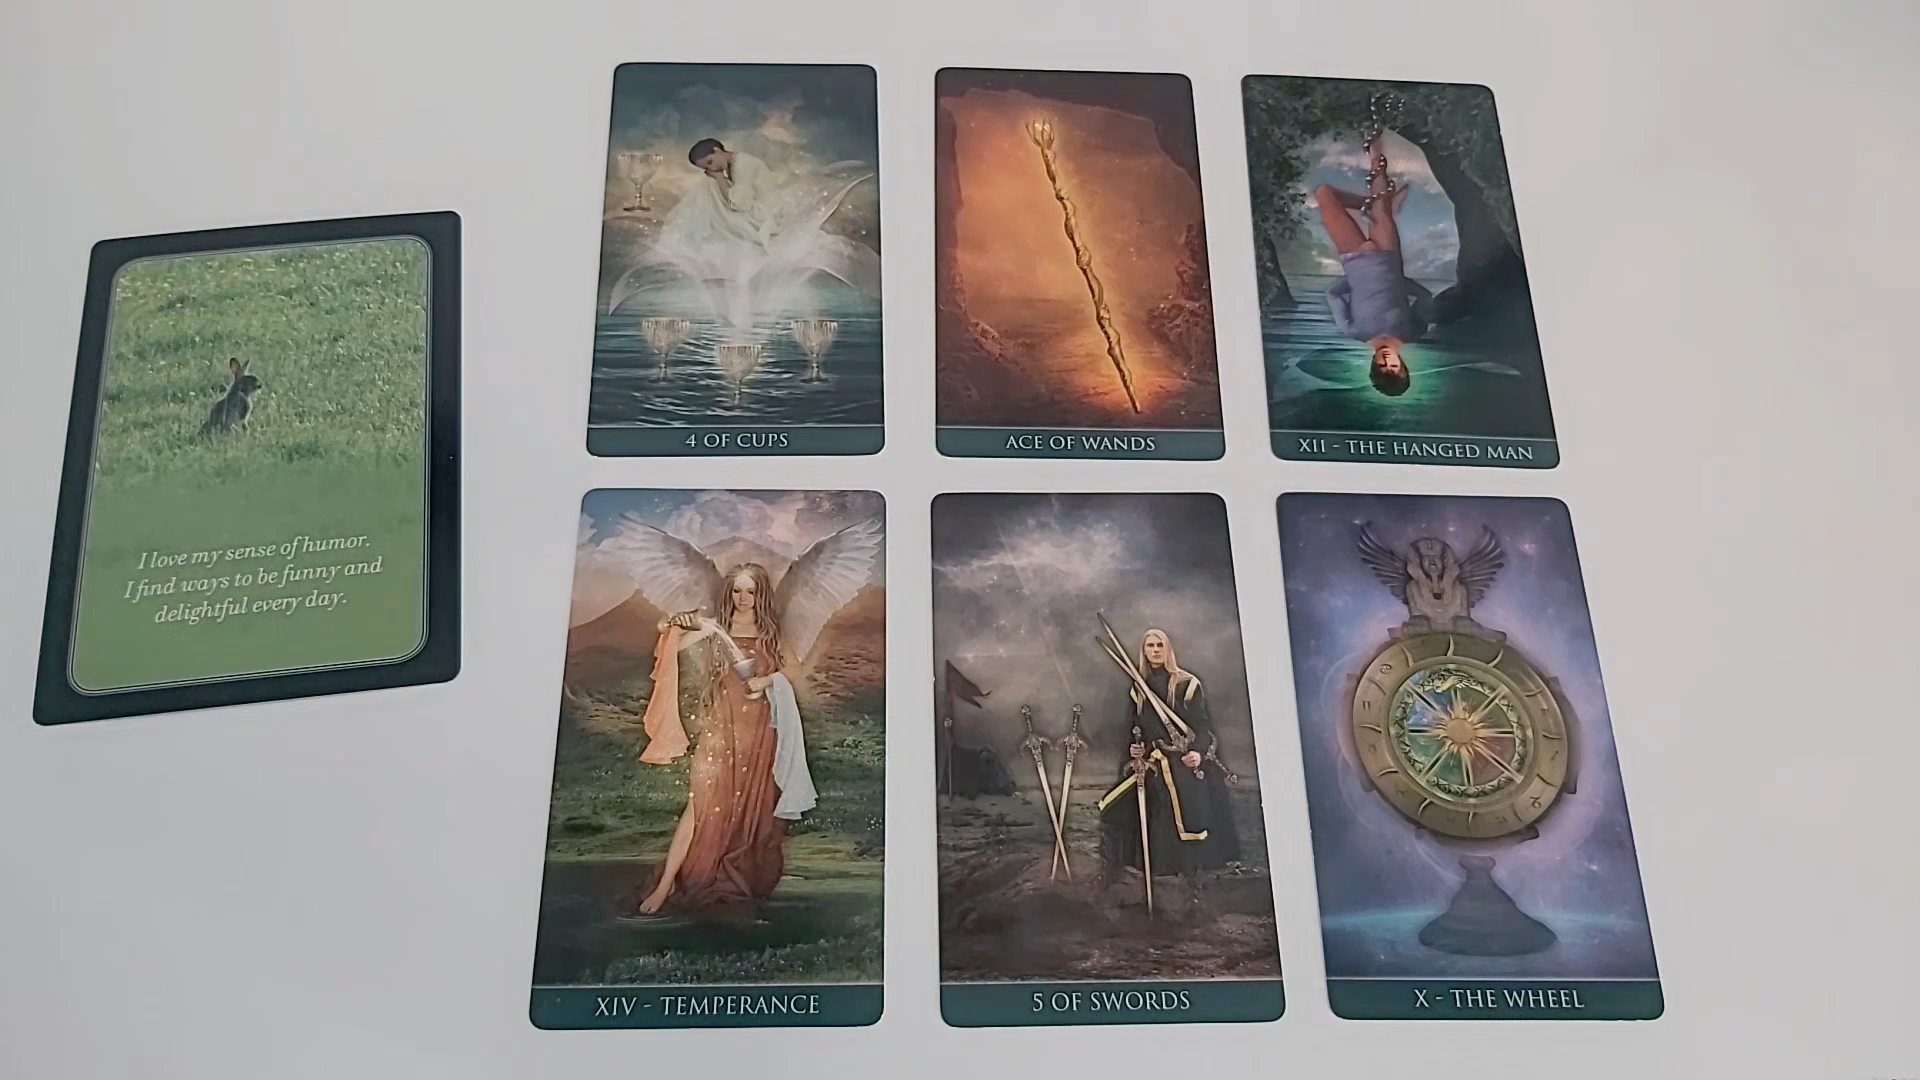 I love my sense of humor.
I find ways to be funny and
delightful every day.
4 OF CUPS
ACE OF WANDS
XII - THE HANGED MAN
XIV - TEMPERANCE
5 OF SWORDS
X - THE WHEEL